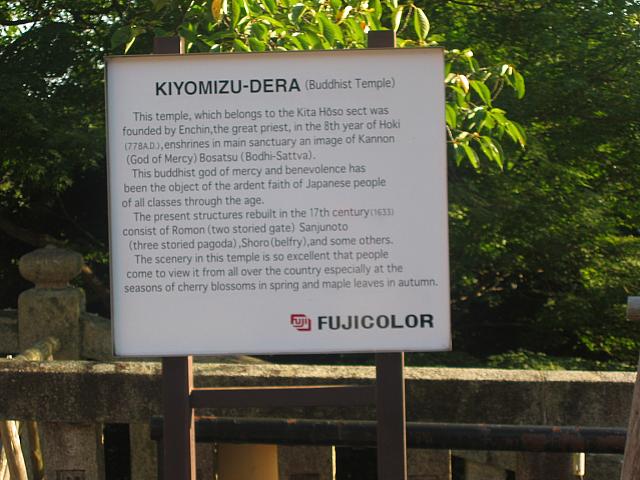 KIYOMIZU-DERA (Buddhist Temple)
This temple, which belongs to the Kita Hōso sect was
founded by Enchin,the great priest, in the 8th year of Hoki
(778A.D.), enshrines in main sanctuary an image of Kannon
(God of Mercy) Bosatsu (Bodhi-Sattva).
This buddhist god of mercy and benevolence has
been the object of the ardent faith of Japanese people
of all classes through the age.
The present structures rebuilt in the 17th century(1633)
consist of Romon (two storied gate) Sanjunoto
(three storied pagoda) ,Shoro (belfry),and some others.
The scenery in this temple is so excellent that people
come to view it from all over the country especially at the
seasons of cherry blossoms in spring and maple leaves in autumn.
Fuji FUJICOLOR